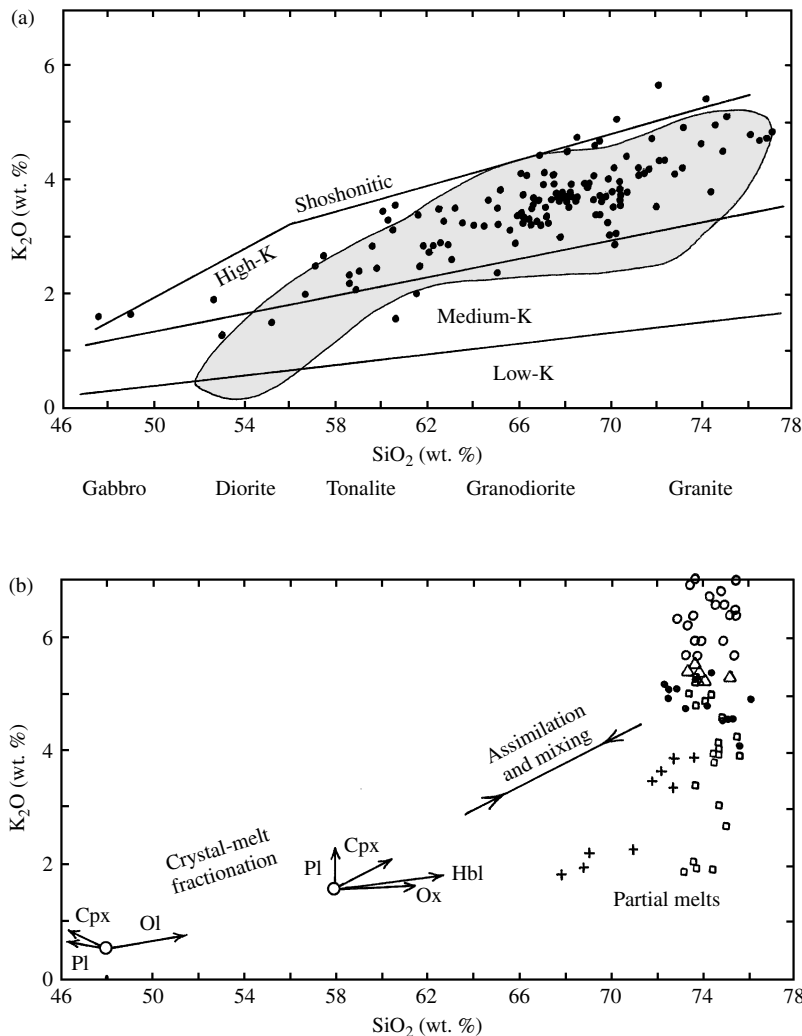 (a)
6
4
2
0
K₂O (wt. %)
Shoshonitic
High-K
Medium-K
Low-K
46 50 54 58 62 66 70 74 78
SiO₂ (wt. %)
Gabbro Diorite Tonalite Granodiorite Granite
(b)
6
4
2
0
K₂O (wt. %)
Assimilation
and mixing
Crystal-melt
fractionation
Cpx
Pl
Hbl
Ox
Cpx
Ol
Pl
Partial melts
46 50 54 58 62 66 70 74 78
SiO₂ (wt. %)